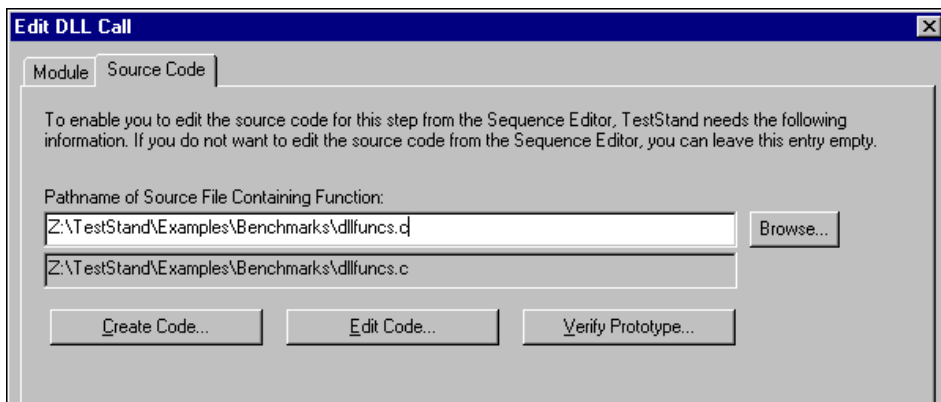 Edit DLL Call
Module Source Code
To enable you to edit the source code for this step from the Sequence Editor, TestStand needs the following
information. If you do not want to edit the source code from the Sequence Editor, you can leave this entry empty.
Pathname of Source File Containing Function:
Z:\TestStand\Examples\Benchmarks\dllfuncs.c
Browse...
Z:\TestStand\Examples\Benchmarks\dllfuncs.c
Create Code... Edit Code... Verify Prototype...